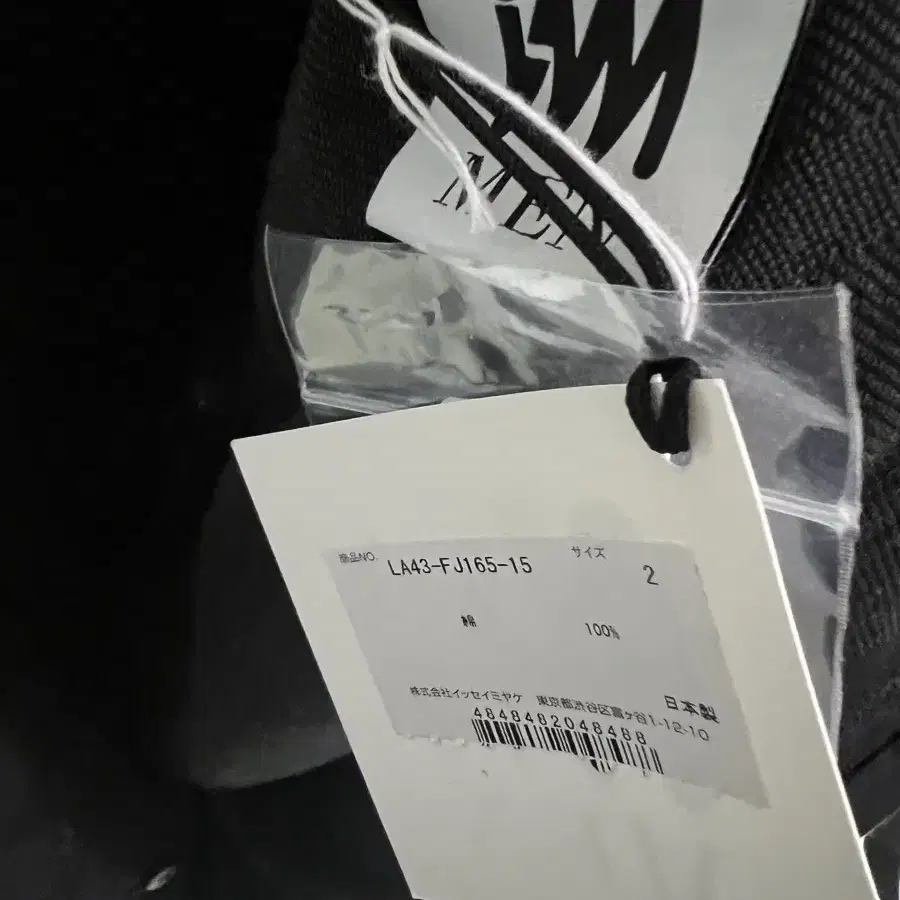 im
MEN
商品NO. LA43-FJ165-15 サイズ 2
綿 100%
日本製
株式会社イッセイミヤケ 東京都渋谷区富ヶ谷1-12-10
4848482048488